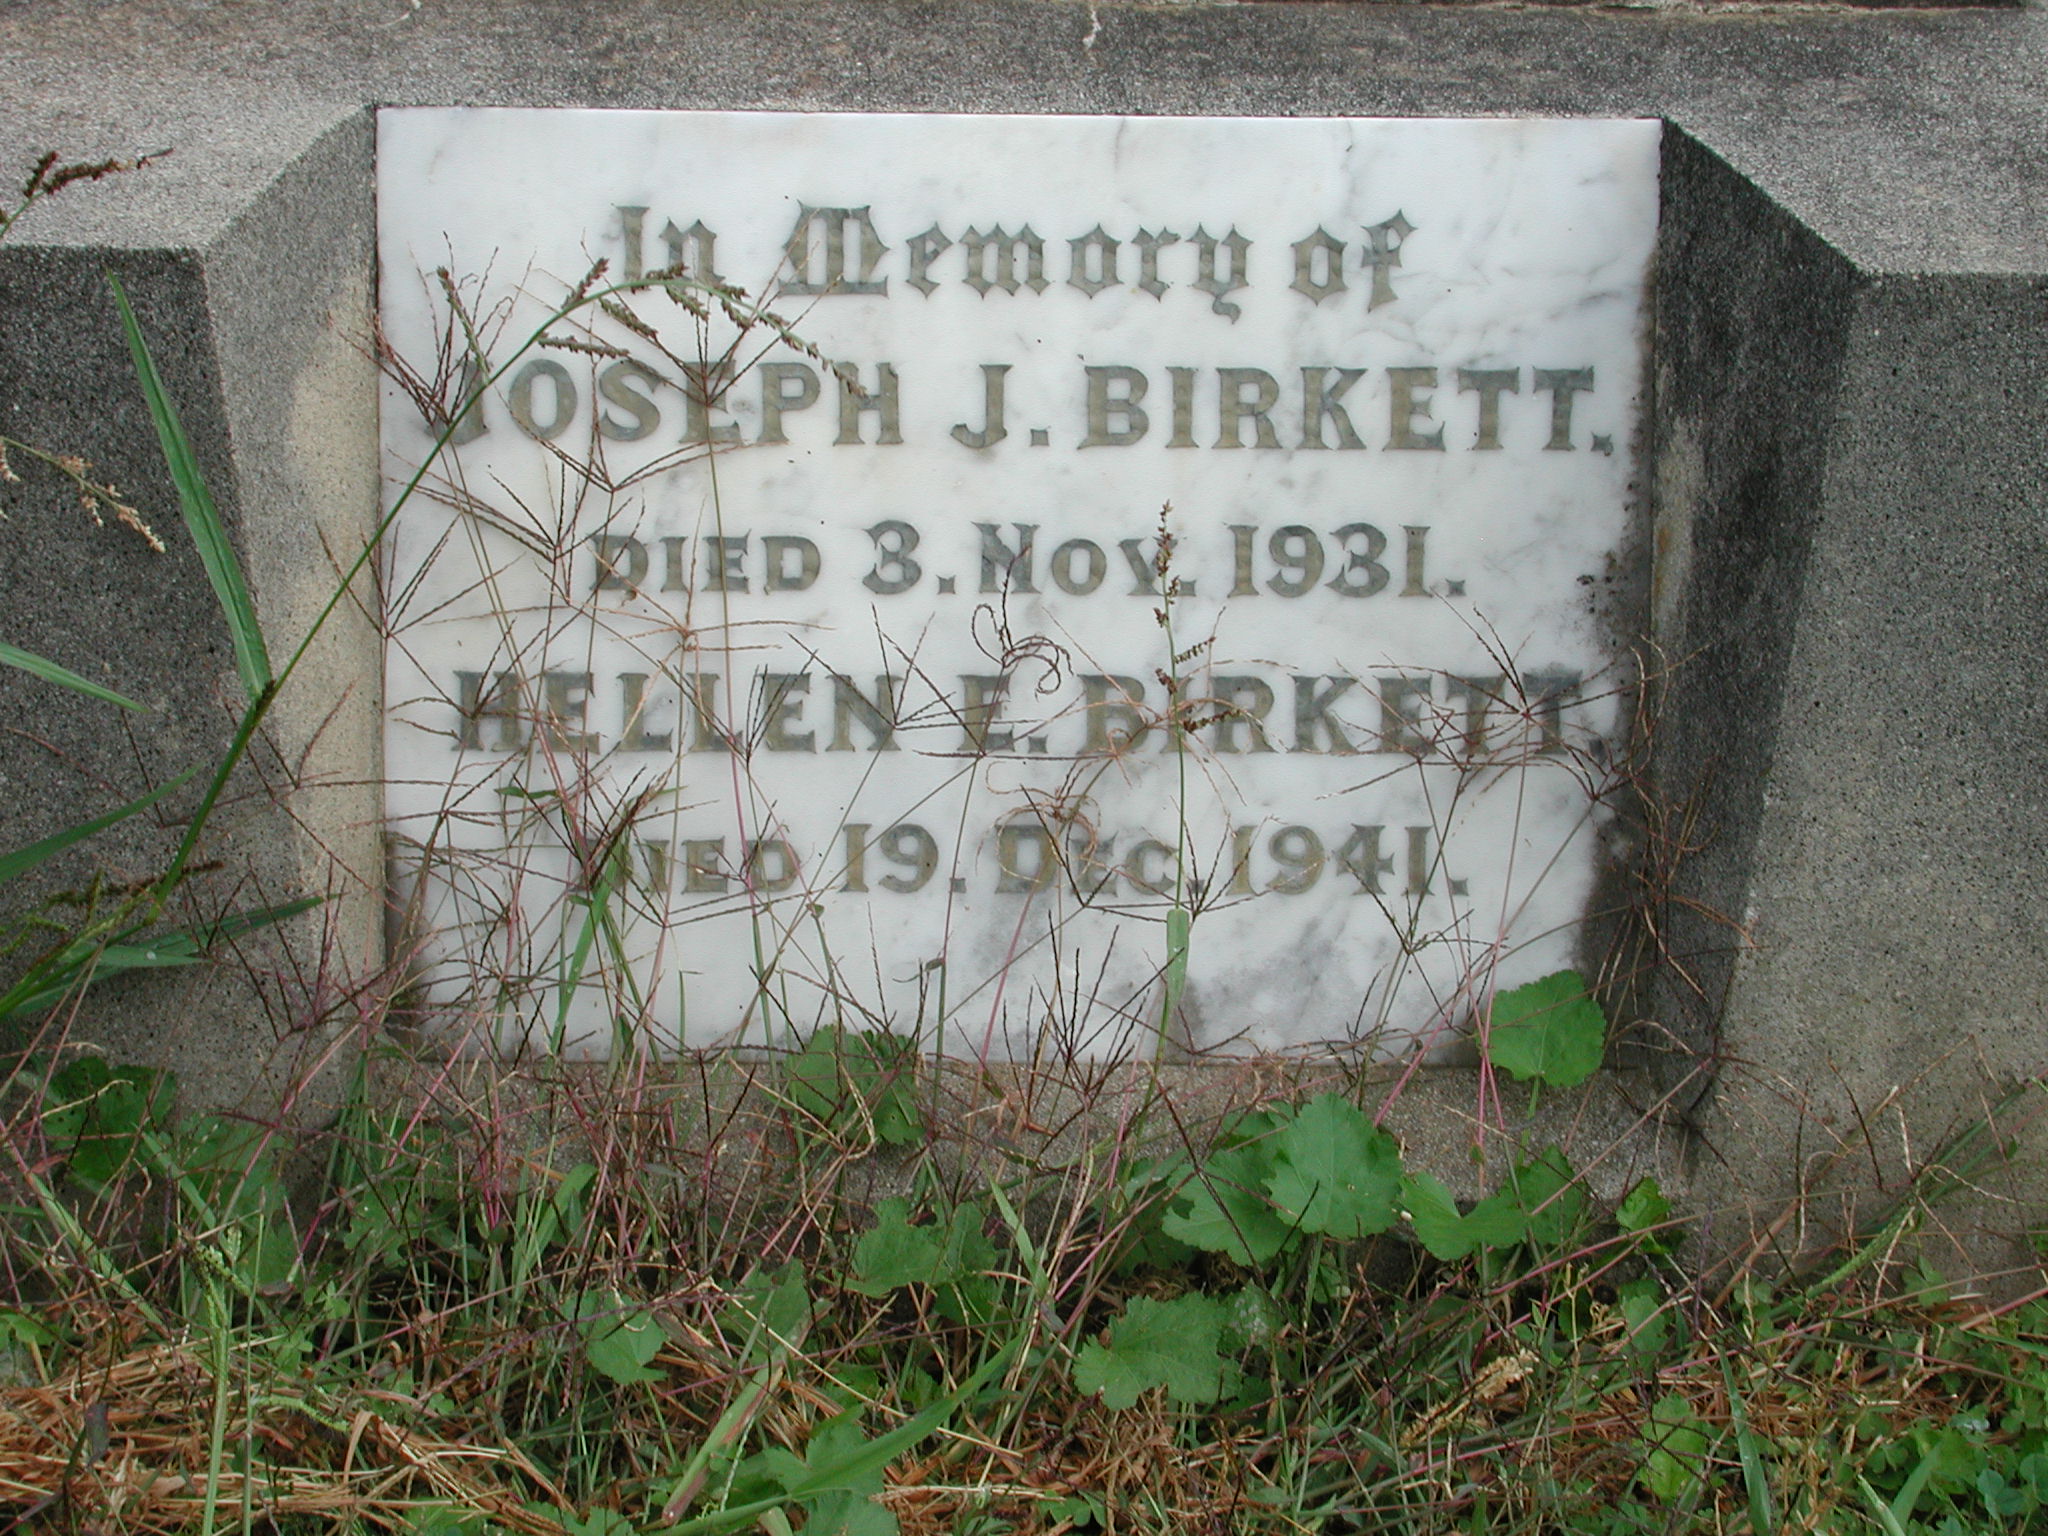 In Memory of
JOSEPH J. BIRKETT,
DIED 3. NOV. 1931.
HELLEN E. BIRKETT,
DIED 19. DEC. 1941.